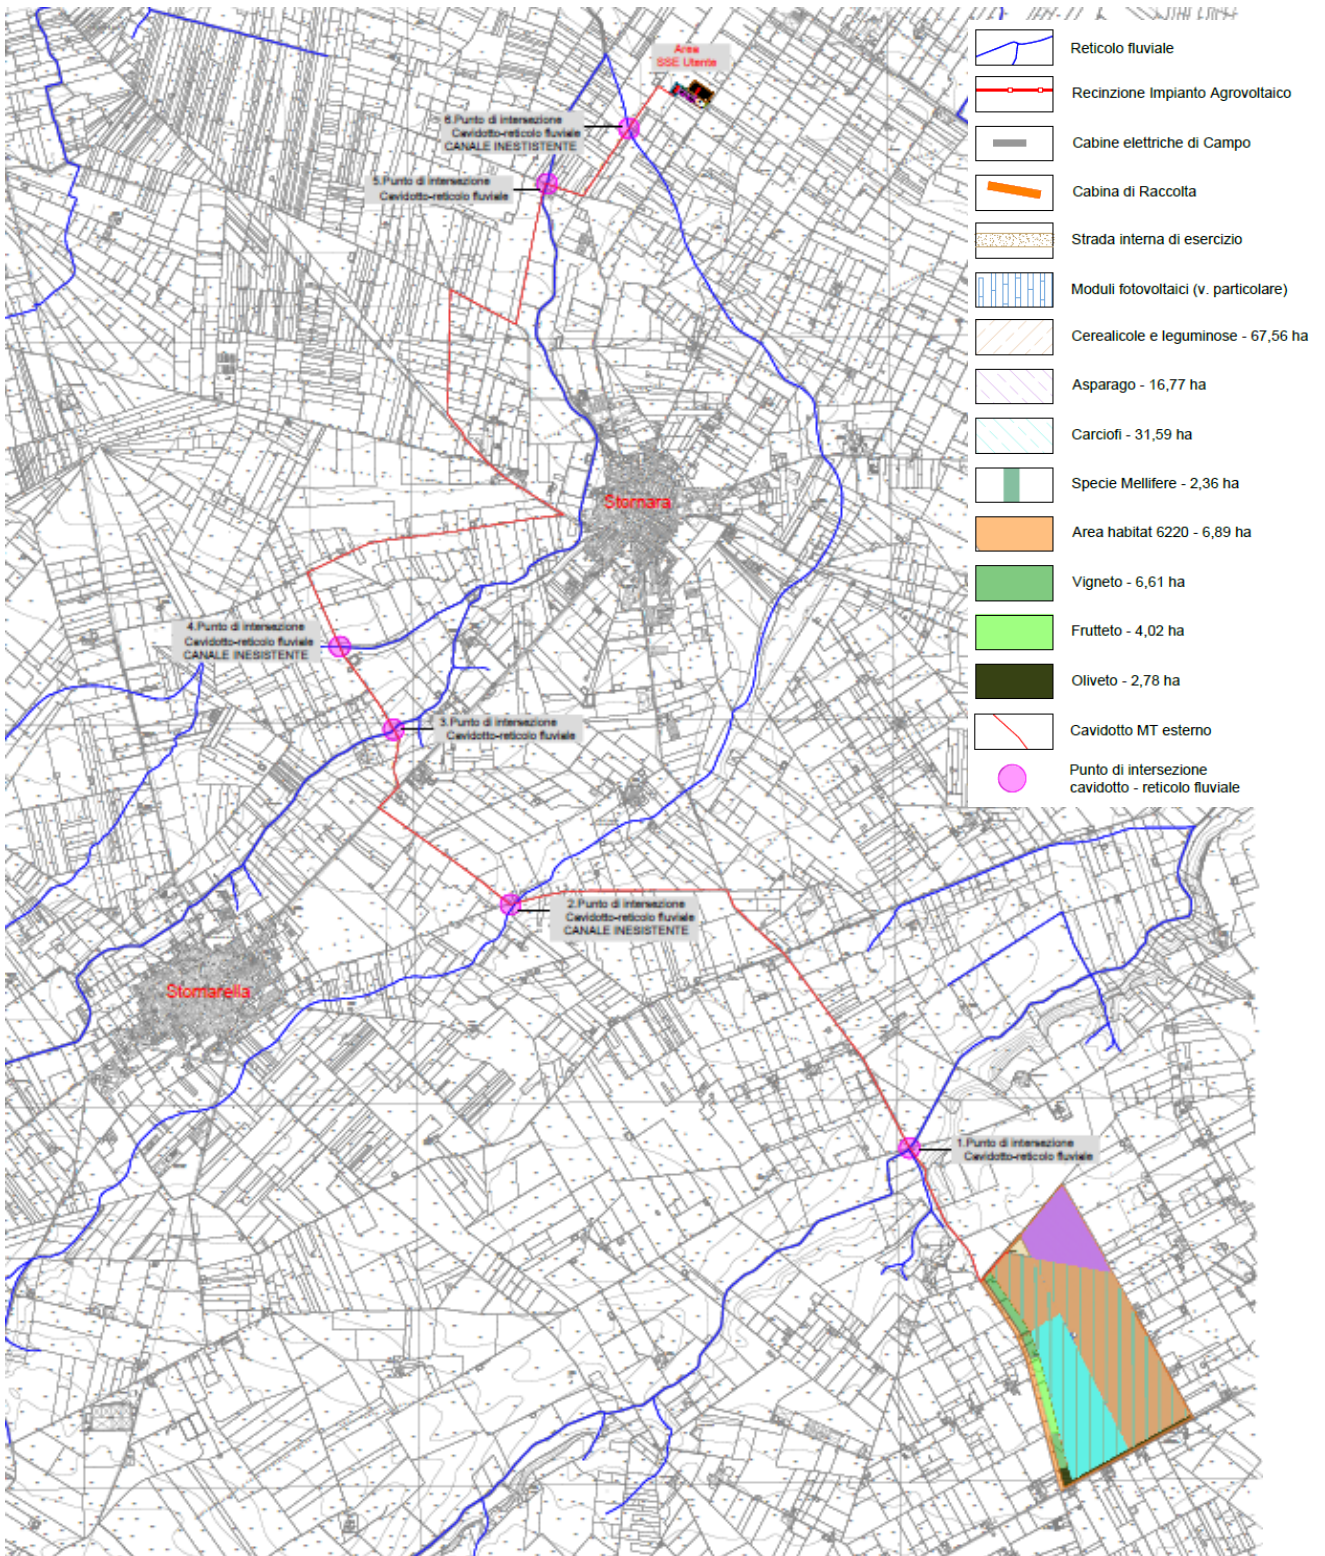 Area
SSE Utente
6.Punto di intersezione
Cavidotto-reticolo fluviale
CANALE INESTISTENTE
5.Punto di intersezione
Cavidotto-reticolo fluviale
Stornara
4.Punto di intersezione
Cavidotto-reticolo fluviale
CANALE INESISTENTE
3.Punto di intersezione
Cavidotto-reticolo fluviale
2.Punto di intersezione
Cavidotto-reticolo fluviale
CANALE INESISTENTE
Stornarella
1.Punto di intersezione
Cavidotto-reticolo fluviale
Reticolo fluviale
Recinzione Impianto Agrovoltaico
Cabine elettriche di Campo
Cabina di Raccolta
Strada interna di esercizio
Moduli fotovoltaici (v. particolare)
Cerealicole e leguminose - 67,56 ha
Asparago - 16,77 ha
Carciofi - 31,59 ha
Specie Mellifere - 2,36 ha
Area habitat 6220 - 6,89 ha
Vigneto - 6,61 ha
Frutteto - 4,02 ha
Oliveto - 2,78 ha
Cavidotto MT esterno
Punto di intersezione
cavidotto - reticolo fluviale